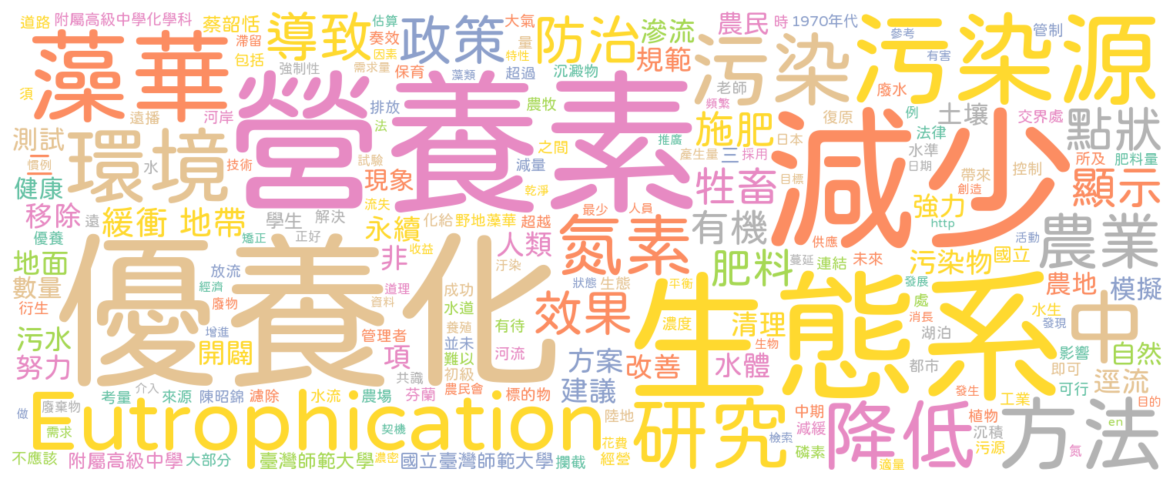 道路 附屬高級中學化學科 蔡韶恬 導致 估算 大氣 政策 量 防治 滲流 農民 時 1970年代 參考 管制
藻華 滯留 奏效 因素 特性 規範 污染 污染源 有害
包括 強制性 需求量 保育 藻類 超過 沉澱物 老師 廢水
須 遠播 河岸 營養素 排放 農牧 頻繁 復原 例 土壤 交界處 點狀
測試 環境 水 法 推廣 施肥 日本 減少 法律
慣例 二 技術 試驗 之間 減量 產生量 三 採用 水準 日期 所及 肥料量
健康 現象 乾淨 牲畜 目標 控制 帶來 顯示
移除 緩衝 地帶 遠 學生 解決 流失 永續 化給 野地藻華 超越 最少 人員 有機 強力 創造 http 農業
優養 矯正 正好 收益 人類 氮素 供應 活動
地面 優養化 汙染 非 狀態 生態 肥料 蔓延 連結 未來 污染物 國立
數量 放流 經濟 道理 平衡 生態系 發展 處 水生 農地 模擬
衍生 廢物 資料 成功 水道 效果 消長 發現 中
污水 增進 管理者 養殖 有待 濃度 清理 湖泊
努力 開闢 項 並未 難以 河流 方案 改善 生物 水體 都市 影響 自然
共識 初級 建議 即可 可行 逕流
考量 介入 來源 陳昭錦 濾除 水流 農場 芬蘭 農民會 標的物 發生 工業 目的
做 廢棄物 Eutrophication 陸地 研究 中期 植物 降低 方法
需求 契機 花費 減緩 沉積 en
不應該 附屬高級中學 大部分 臺灣師範大學 濃密 國立臺灣師範大學 攔截 經營 檢索 磷素 適量 污源 氮